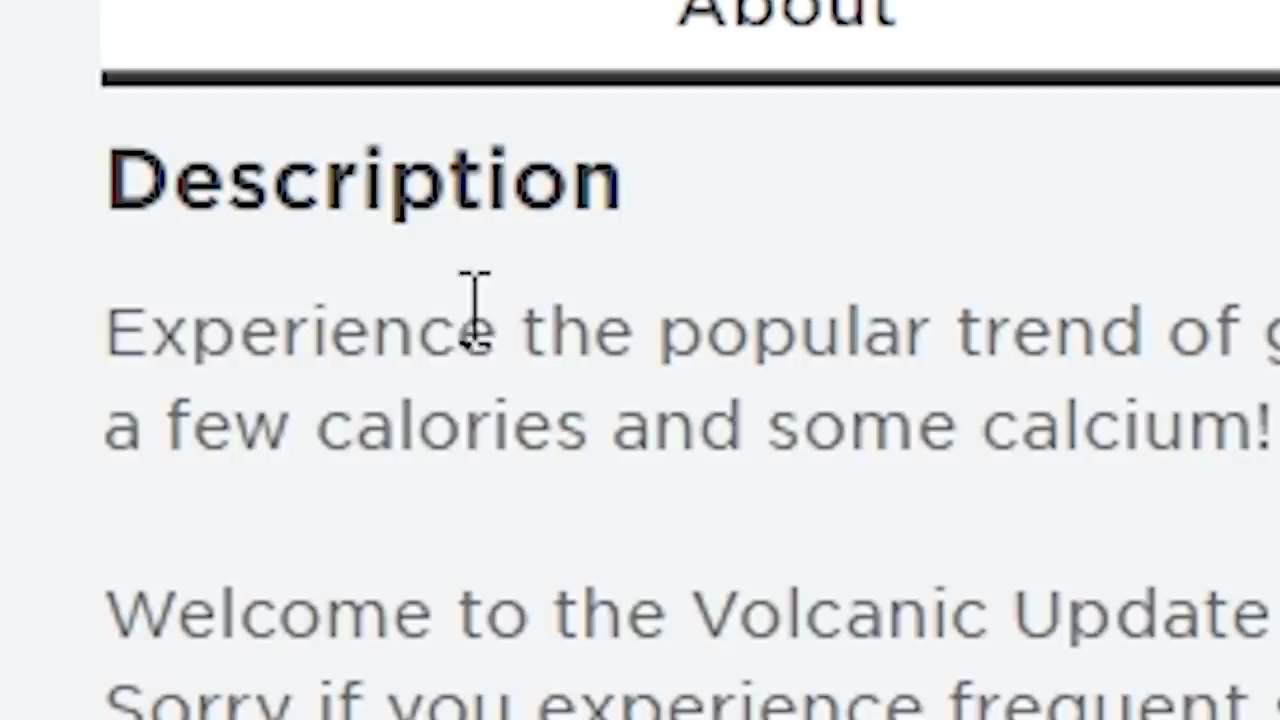 About
Description
Experience the popular trend of
a few calories and some calcium!
Welcome to the Volcanic Update
Sorry if you experience frequent